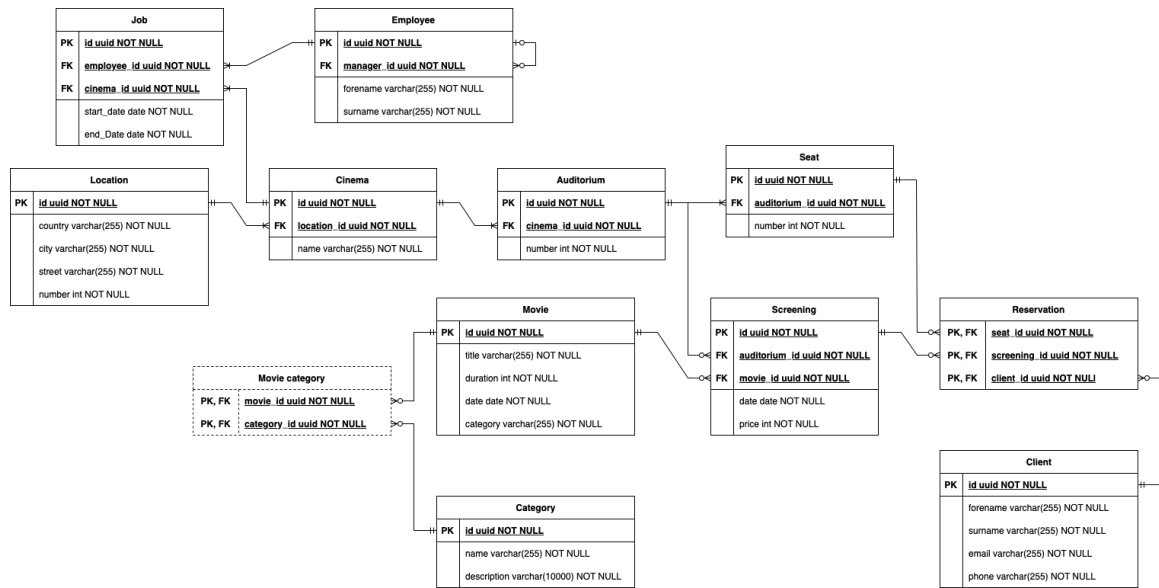 Job
PK id uuid NOT NULL
FK employee_id uuid NOT NULL
FK cinema_id uuid NOT NULL
start_date date NOT NULL
end_Date date NOT NULL
Employee
PK id uuid NOT NULL
FK manager_id uuid NOT NULL
forename varchar(255) NOT NULL
surname varchar(255) NOT NULL
Location
PK id uuid NOT NULL
country varchar(255) NOT NULL
city varchar(255) NOT NULL
street varchar(255) NOT NULL
number int NOT NULL
Cinema
PK id uuid NOT NULL
FK location_id uuid NOT NULL
name varchar(255) NOT NULL
Auditorium
PK id uuid NOT NULL
FK cinema_id uuid NOT NULL
number int NOT NULL
Seat
PK id uuid NOT NULL
FK auditorium_id uuid NOT NULL
number int NOT NULL
Movie
PK id uuid NOT NULL
title varchar(255) NOT NULL
duration int NOT NULL
date date NOT NULL
category varchar(255) NOT NULL
Screening
PK id uuid NOT NULL
FK auditorium_id uuid NOT NULL
FK movie_id uuid NOT NULL
date date NOT NULL
price int NOT NULL
Reservation
PK, FK seat_id uuid NOT NULL
PK, FK screening_id uuid NOT NULL
PK, FK client_id uuid NOT NULl
Movie category
PK, FK movie_id uuid NOT NULL
PK, FK category_id uuid NOT NULL
Category
PK id uuid NOT NULL
name varchar(255) NOT NULL
description varchar(10000) NOT NULL
Client
PK id uuid NOT NULL
forename varchar(255) NOT NULL
surname varchar(255) NOT NULL
email varchar(255) NOT NULL
phone varchar(255) NOT NULL